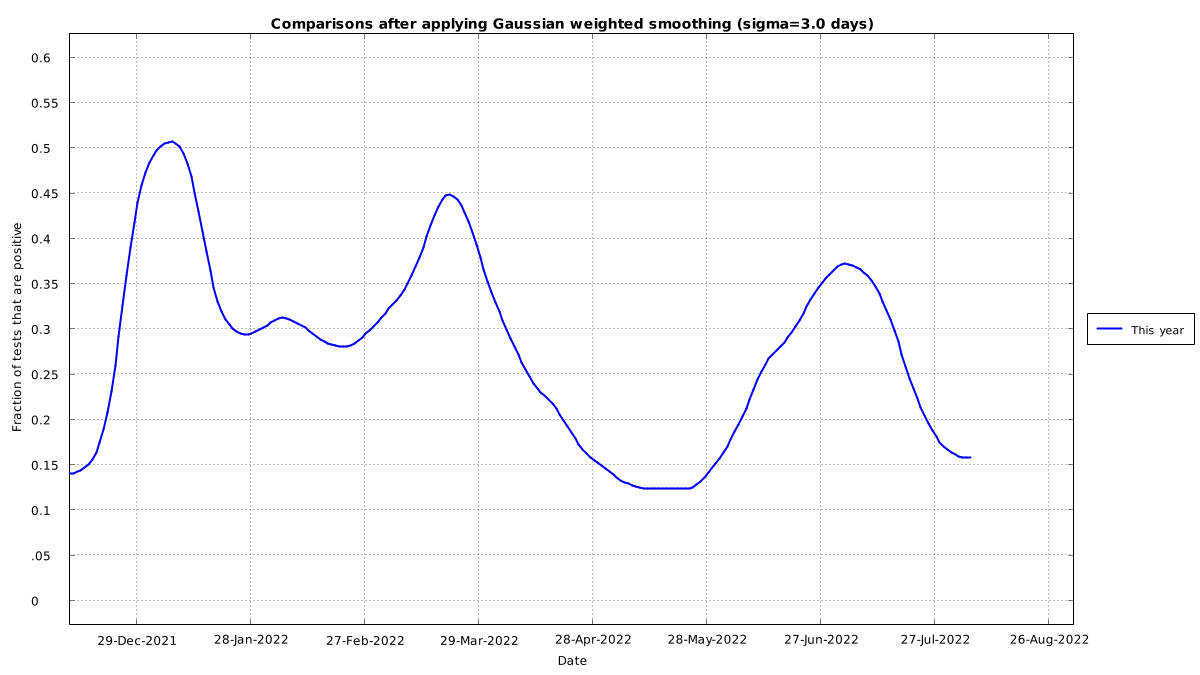 Comparisons after applying Gaussian weighted smoothing (sigma=3.0 days)
0.6
0.55
0.5
0.45
0.4
0.35
0.3
0.25
0.2
0.15
0.1
.05
0
Fraction of tests that are positive
29-Dec-2021 28-Jan-2022 27-Feb-2022 29-Mar-2022 28-Apr-2022 28-May-2022 27-Jun-2022 27-Jul-2022 26-Aug-2022
Date
This year